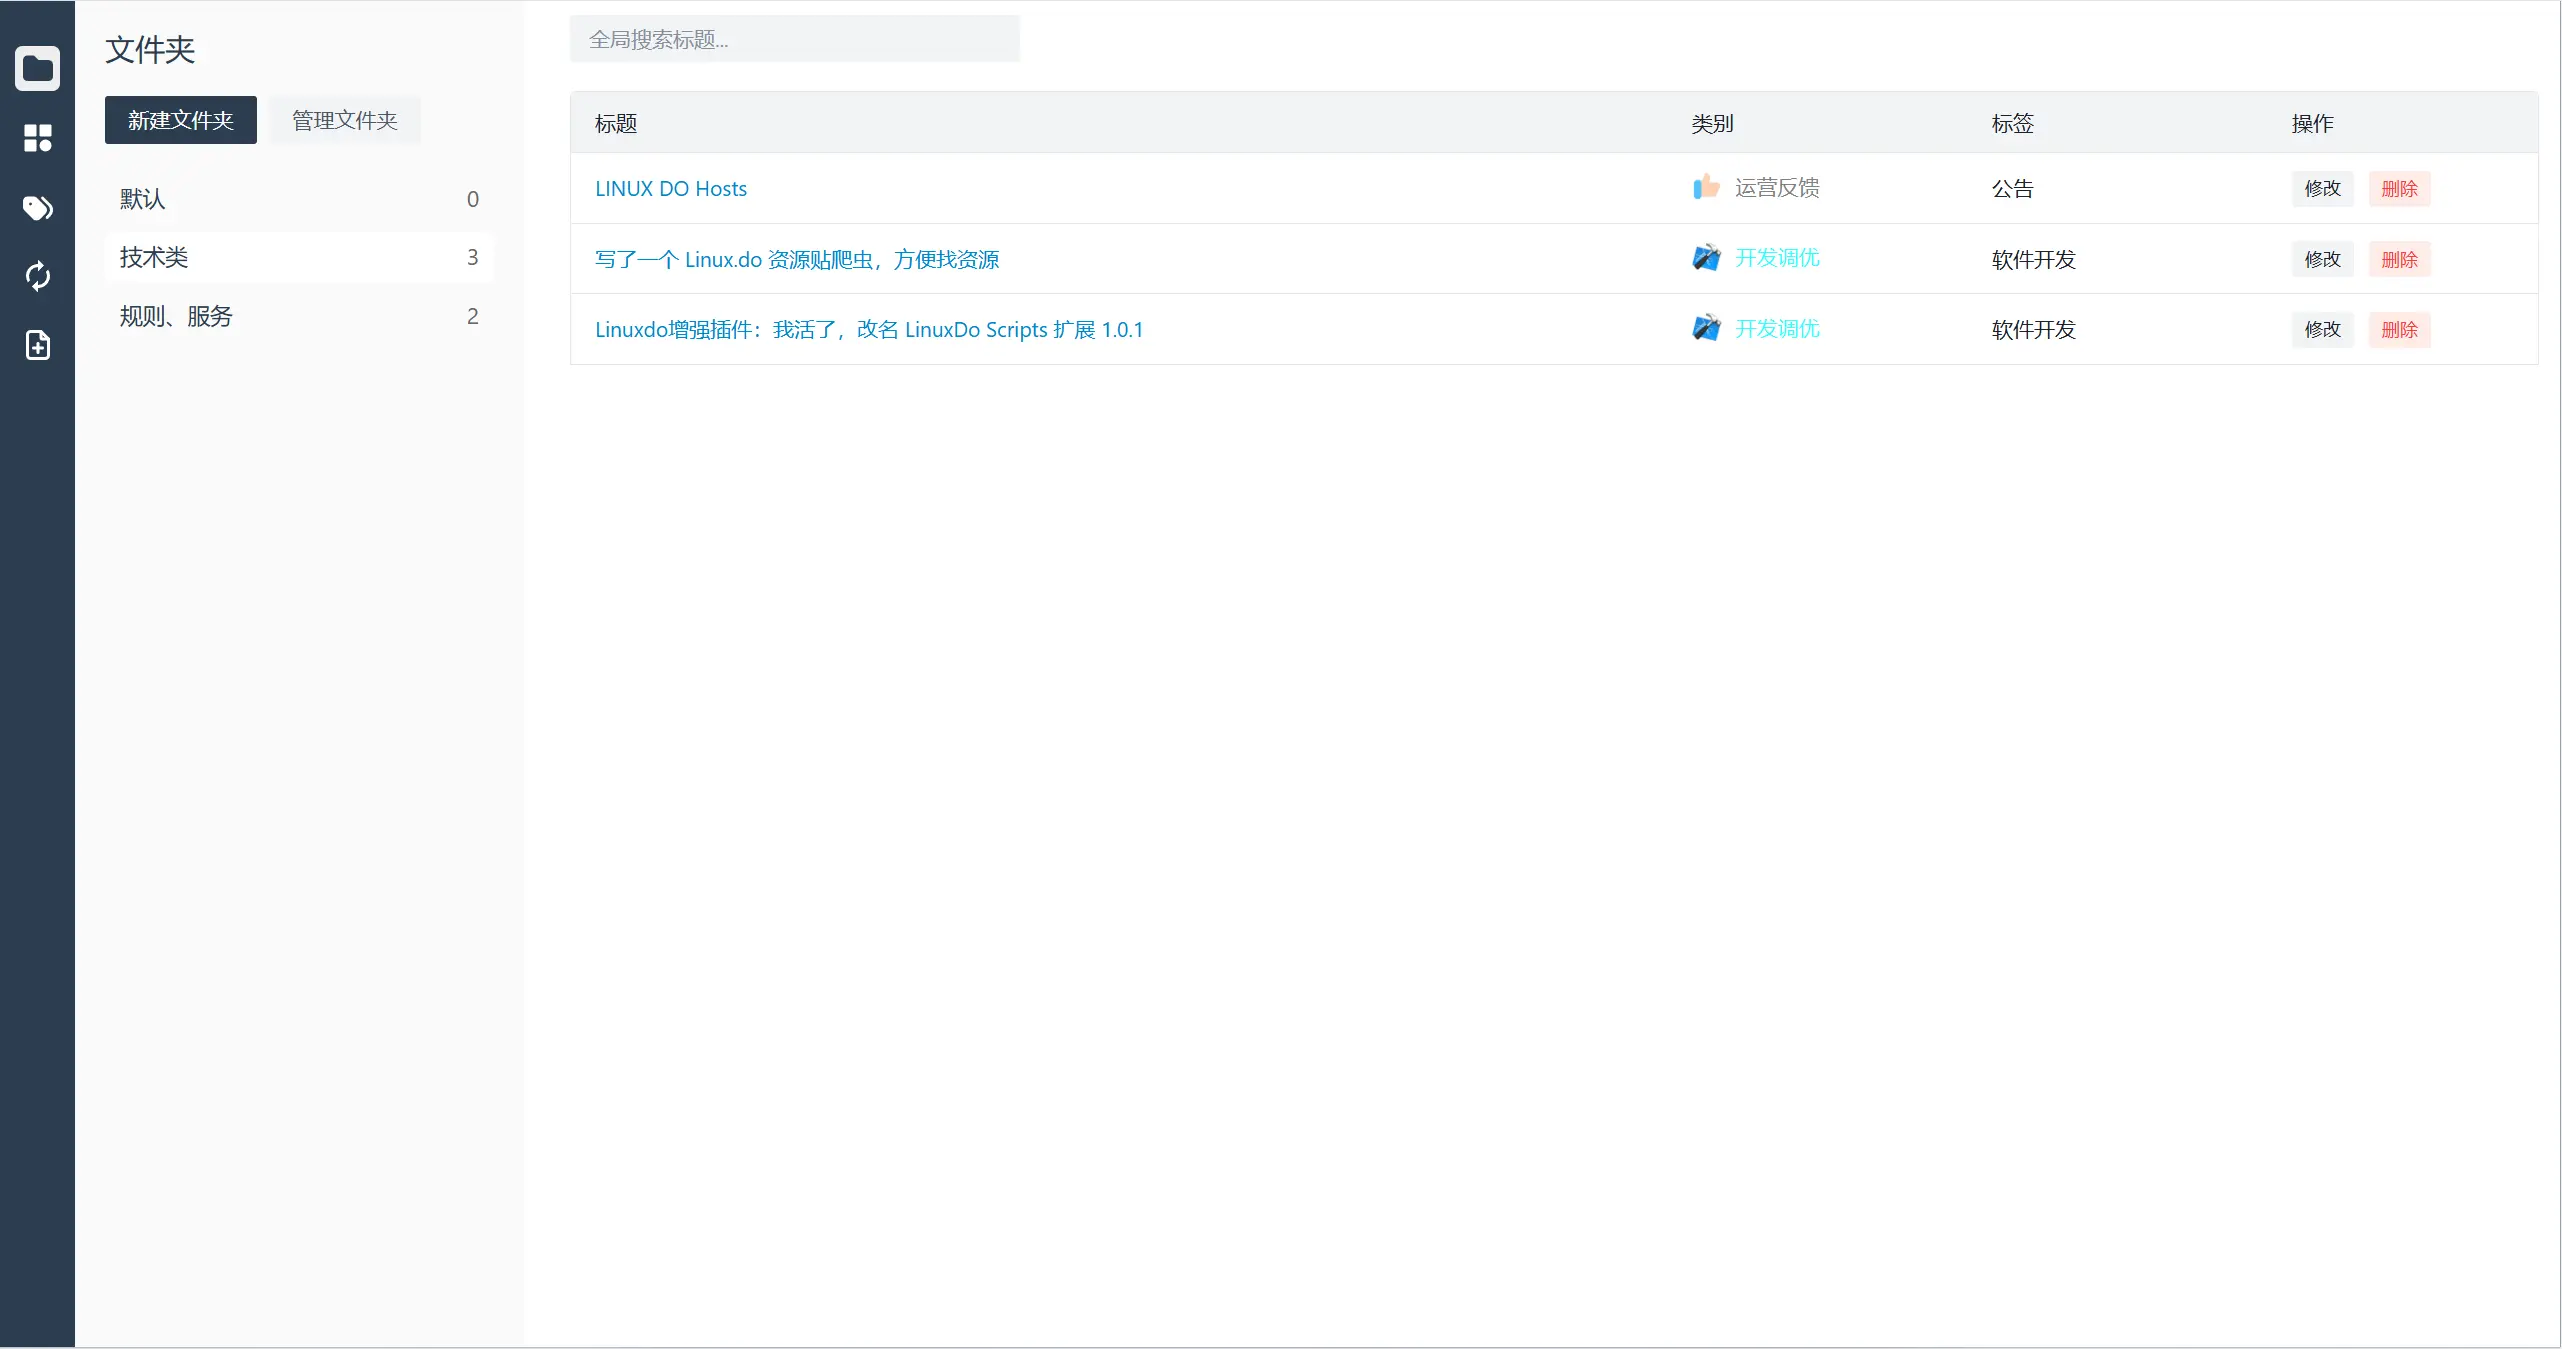 文件夹
新建文件夹 管理文件夹
默认 0
技术类 3
规则、服务 2
全局搜索标题...
标题 类别 标签 操作
LINUX DO Hosts 运营反馈 公告 修改 删除
写了一个 Linux.do 资源贴爬虫，方便找资源 开发调优 软件开发 修改 删除
Linuxdo增强插件：我活了，改名 LinuxDo Scripts 扩展 1.0.1 开发调优 软件开发 修改 删除